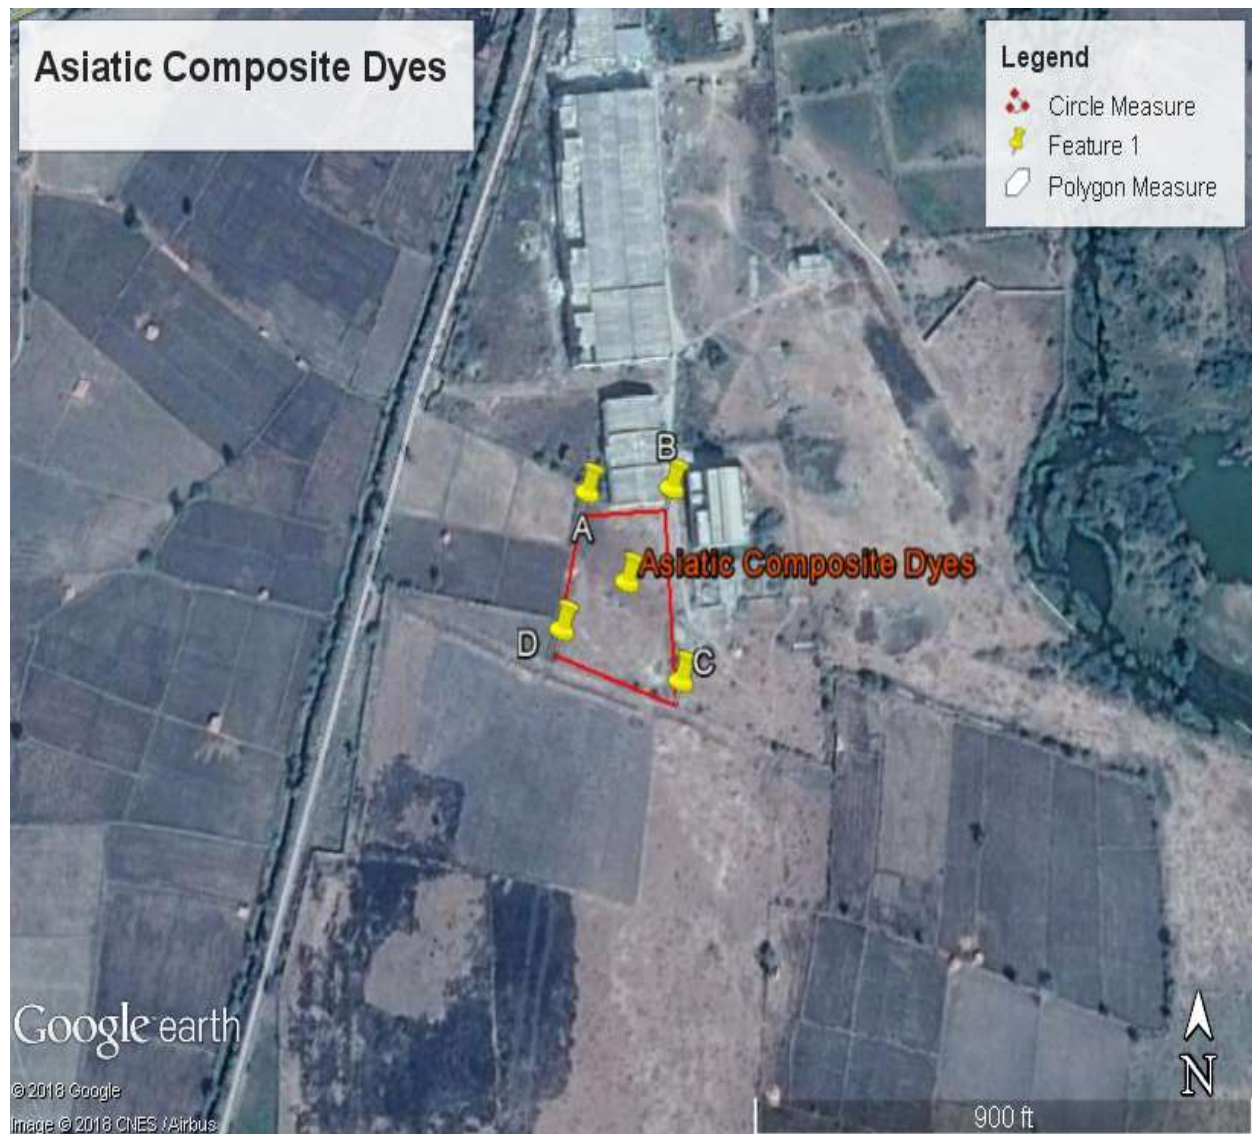 Asiatic Composite Dyes
Legend
Circle Measure
Feature 1
Polygon Measure
B
A
Asiatic Composite Dyes
D
C
Google earth
N
© 2018 Google
Image © 2018 CNES / Airbus
900 ft